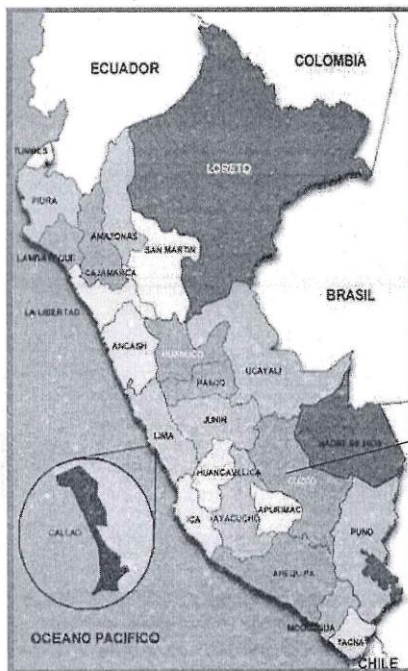 ECUADOR
COLOMBIA
TUMBES
LORETO
PIURA
AMAZONAS
SAN MARTIN
LAMBAYEQUE
CAJAMARCA
BRASIL
LA LIBERTAD
ANCASH
HUANUCO
UCAYALI
PASCO
JUNIN
LIMA
MADRE DE DIOS
HUANCAVELICA
CUSCO
CALLAO
ICA
AYACUCHO
APURIMAC
PUNO
AREQUIPA
MOQUEGUA
OCEANO PACIFICO
TACNA
CHILE